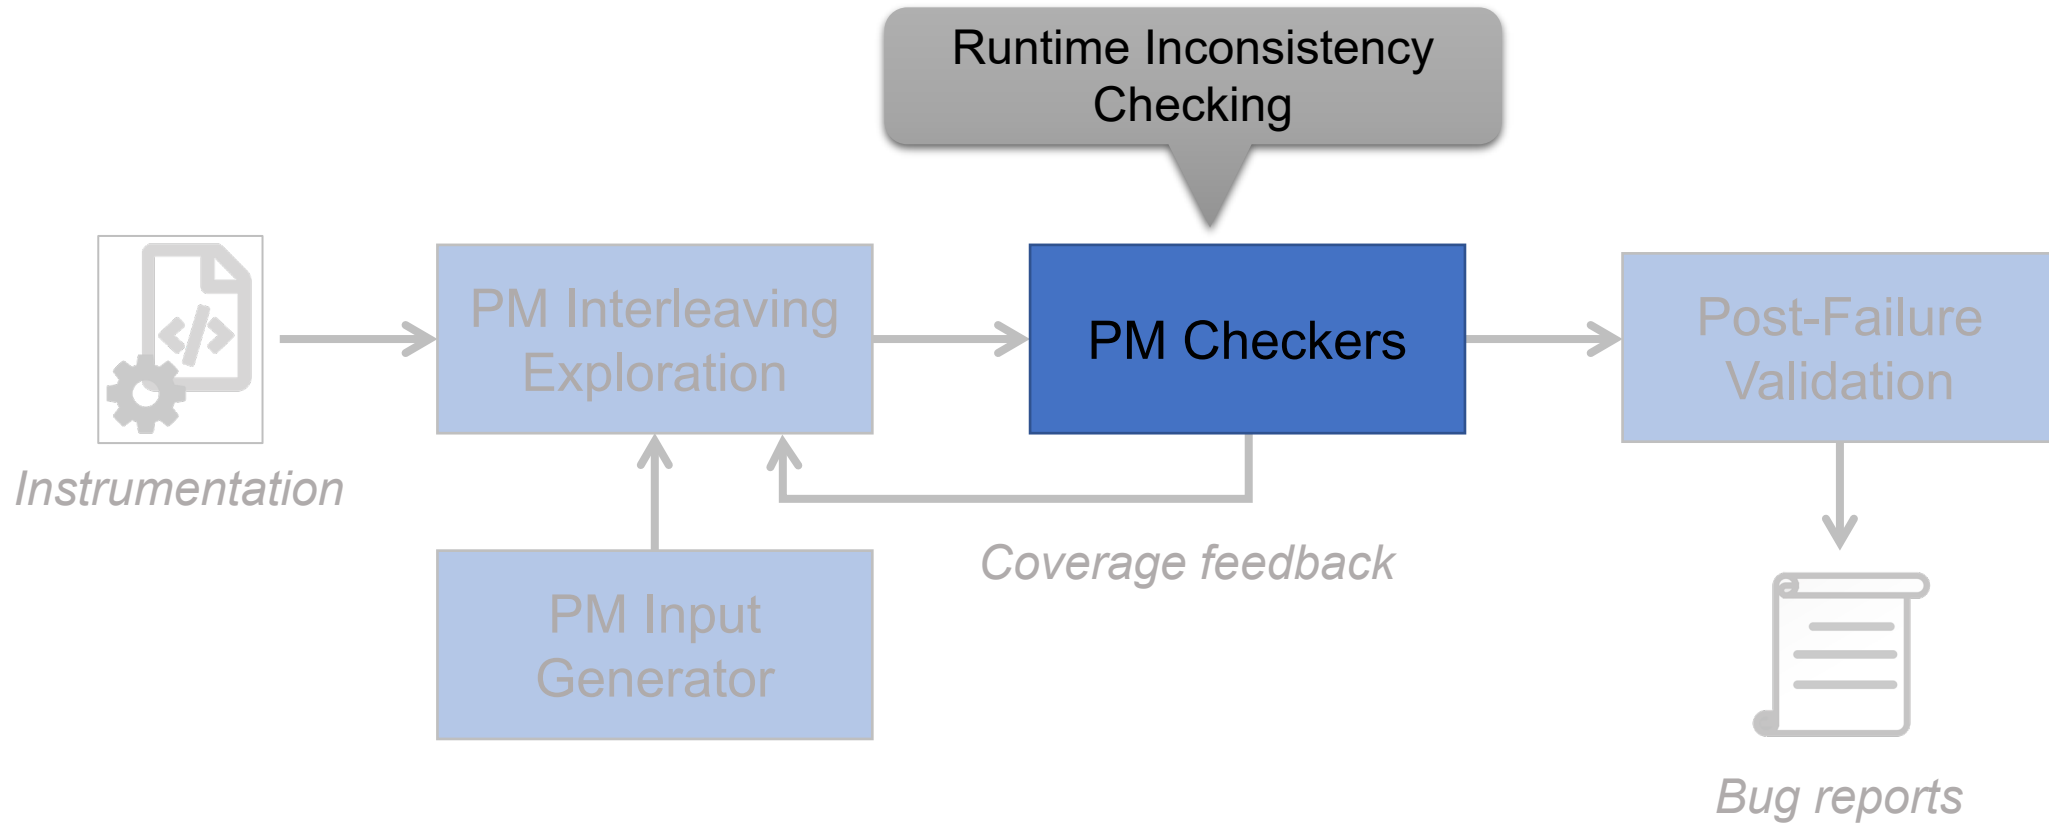 Runtime Inconsistency
Checking
PM Interleaving
Exploration
PM Checkers
Post-Failure
Validation
Instrumentation
Coverage feedback
PM Input
Generator
Bug reports